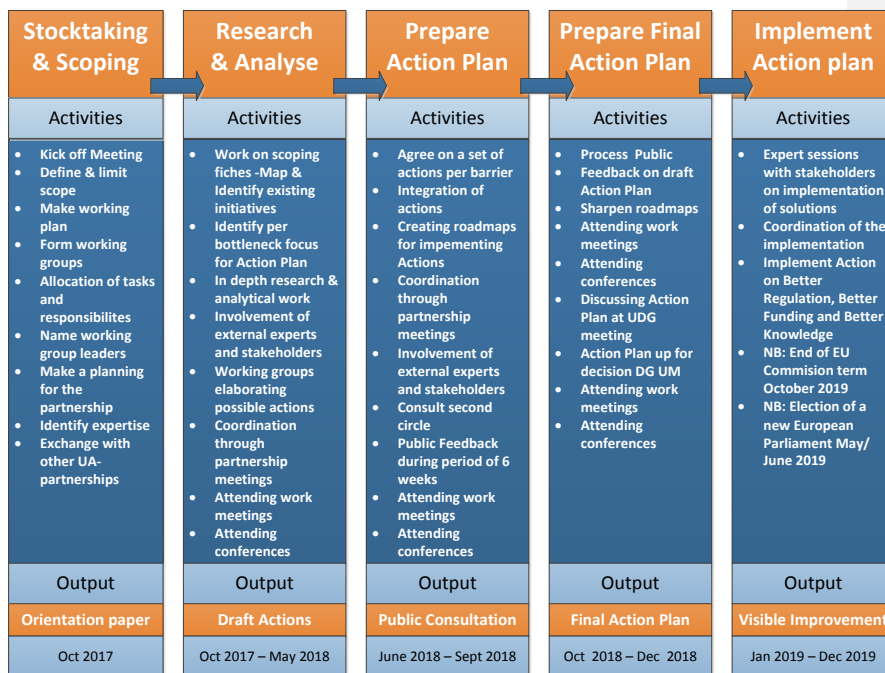 Stocktaking
& Scoping
Activities
• Kick off Meeting
• Define & limit
scope
• Make working
plan
• Form working
groups
• Allocation of tasks
and
responsibilites
• Name working
group leaders
• Make a planning
for the
partnership
• Identify expertise
• Exchange with
other UA-
partnerships
Output
Orientation paper
Oct 2017
Research
& Analyse
Activities
• Work on scoping
fiches -Map &
Identify existing
initiatives
• Identify per
bottleneck focus
for Action Plan
• In depth research &
analytical work
• Involvement of
external experts
and stakeholders
• Working groups
elaborating
possible actions
• Coordination
through
partnership
meetings
• Attending work
meetings
• Attending
conferences
Output
Draft Actions
Oct 2017 – May 2018
Prepare
Action Plan
Activities
• Agree on a set of
actions per barrier
• Integration of
actions
• Creating roadmaps
for impementing
Actions
• Coordination
through
partnership
meetings
• Involvement of
external experts
and stakeholders
• Consult second
circle
• Public Feedback
during period of 6
weeks
• Attending work
meetings
• Attending
conferences
Output
Public Consultation
June 2018 – Sept 2018
Prepare Final
Action Plan
Activities
• Process Public
• Feedback on draft
Action Plan
• Sharpen roadmaps
• Attending work
meetings
• Attending
conferences
• Discussing Action
Plan at UDG
meeting
• Action Plan up for
decision DG UM
• Attending work
meetings
• Attending
conferences
Output
Final Action Plan
Oct 2018 – Dec 2018
Implement
Action plan
Activities
• Expert sessions
with stakeholders
on implementation
of solutions
• Coordination of the
implementation
• Implement Action
on Better
Regulation, Better
Funding and Better
Knowledge
• NB: End of EU
Commision term
October 2019
• NB: Election of a
new European
Parliament May/
June 2019
Output
Visible Improvement
Jan 2019 – Dec 2019